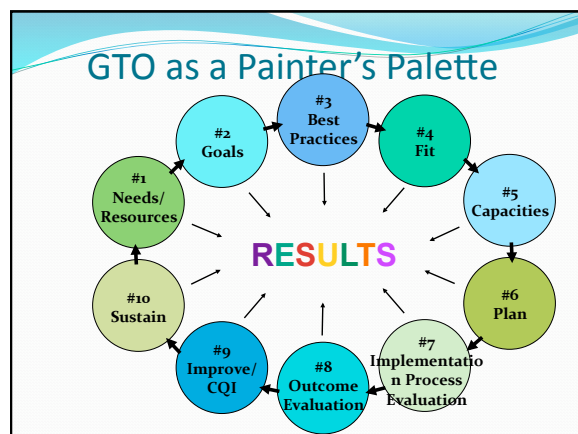 GTO as a Painter's Palette
#1
Needs/
Resources
#2
Goals
#3
Best
Practices
#4
Fit
#5
Capacities
#6
Plan
#7
Implementatio
n Process
Evaluation
#8
Outcome
Evaluation
#9
Improve/
CQI
#10
Sustain
RESULTS